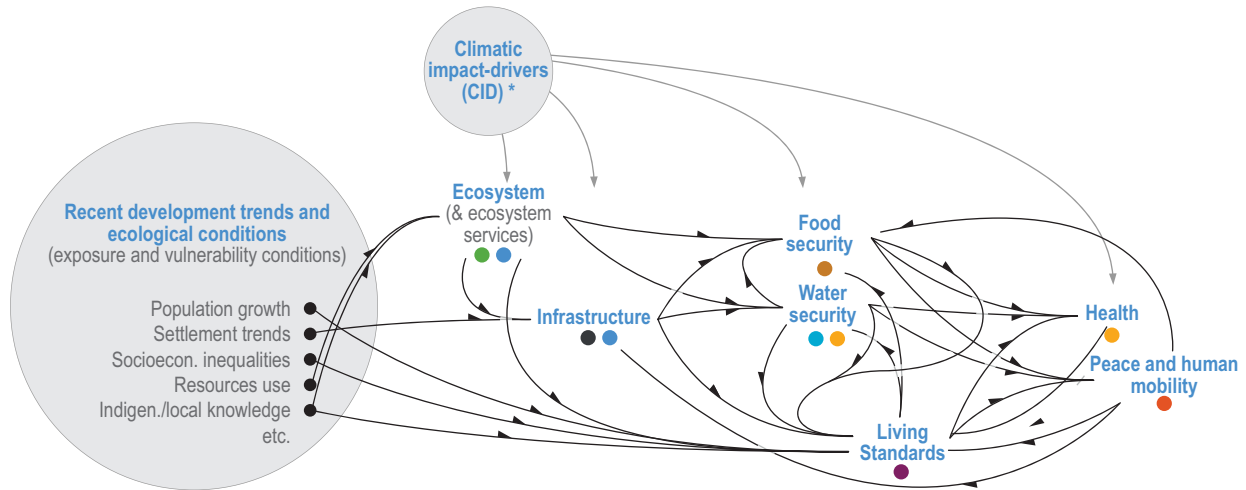 Climatic
impact-drivers
(CID) *
Recent development trends and
ecological conditions
(exposure and vulnerability conditions)
Population growth
Settlement trends
Socioecon. inequalities
Resources use
Indigen./local knowledge
etc.
Ecosystem
(& ecosystem
services)
Infrastructure
Food
security
Water
security
Health
Peace and human
mobility
Living
Standards